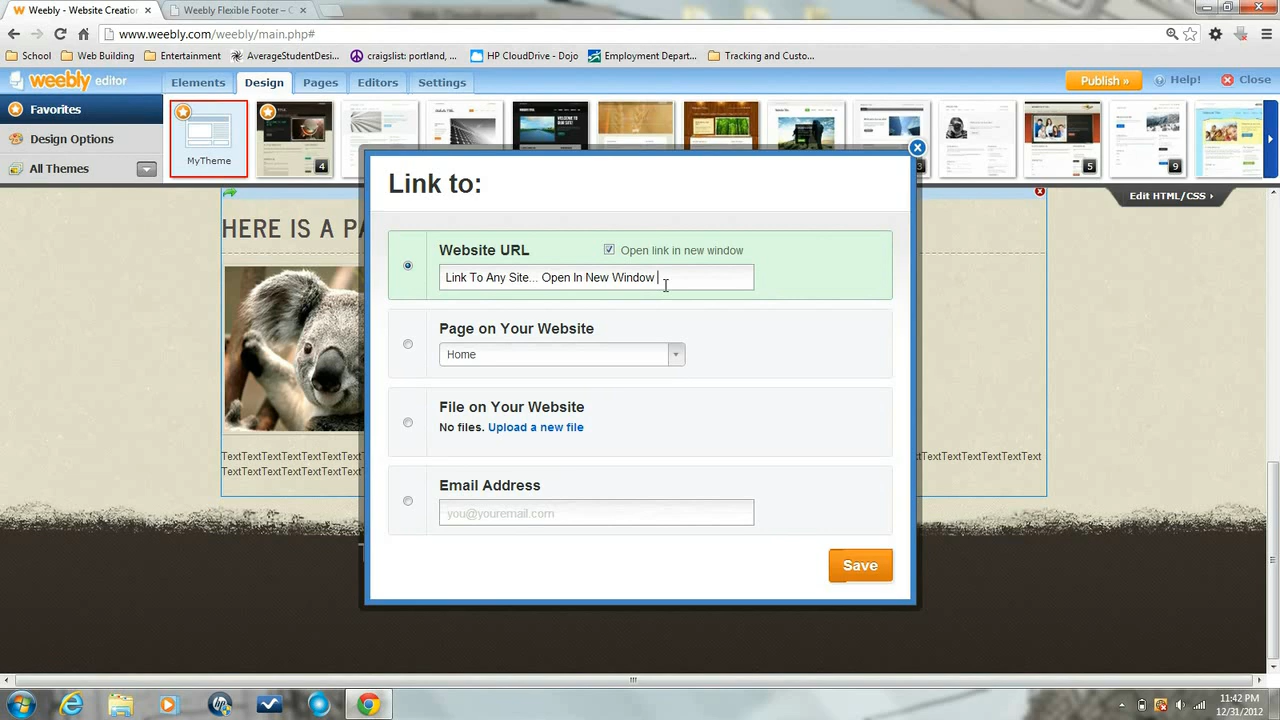 Weebly - Website Creation
Weebly Flexible Footer – C
www.weebly.com/weebly/main.php#
School
Web Building
Entertainment
AverageStudentDesi...
craigslist: portland, ...
HP CloudDrive - Dojo
Employment Depart...
Tracking and Custo...
weebly editor
Elements
Design
Pages
Editors
Settings
Publish »
Help!
Close
Favorites
Design Options
All Themes
MyTheme
4
5
9
Edit HTML/CSS ›
HERE IS A PA
Link to:
Website URL
Open link in new window
Link To Any Site... Open In New Window
Page on Your Website
Home
File on Your Website
No files. Upload a new file
Email Address
you@youremail.com
Save
TextTextTextTextTextTextText
xtTextTextTextTextTextText
TextTextTextTextTextTextText
11:42 PM
12/31/2012